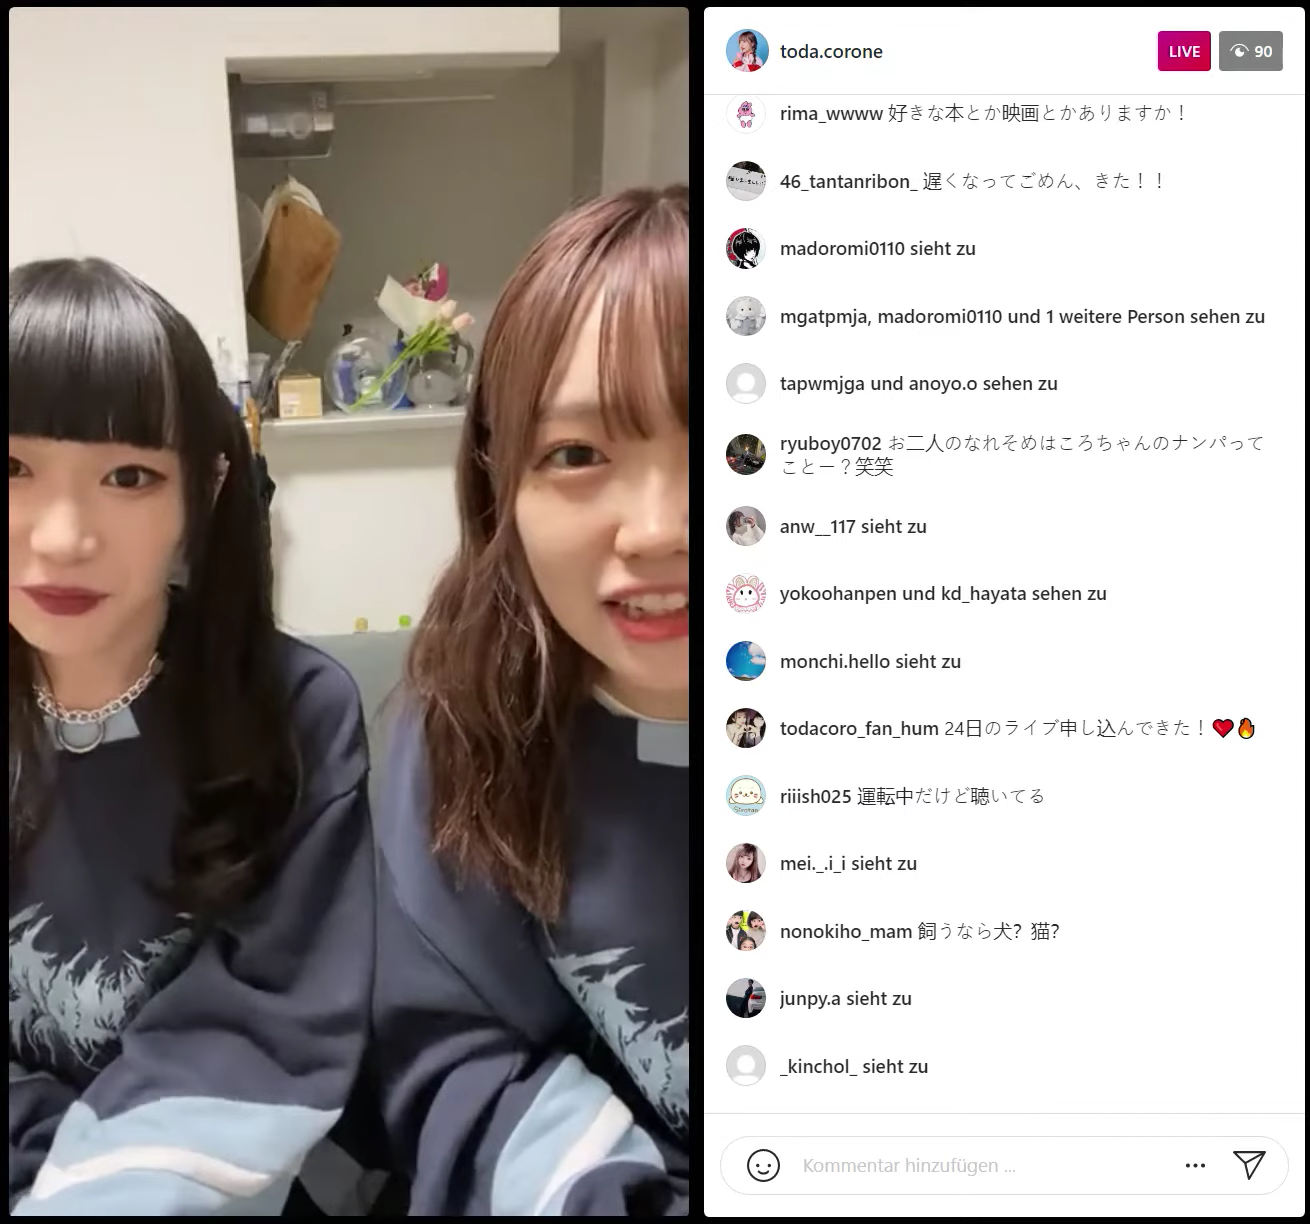 toda.corone
LIVE
90
rima_wwww 好きな本とか映画とかありますか！
46_tantanribon_ 遅くなってごめん、きた！！
madoromi0110 sieht zu
mgatpmja, madoromi0110 und 1 weitere Person sehen zu
tapwmjga und anoyo.o sehen zu
ryuboy0702 お二人のなれそめはころちゃんのナンパって
ことー？笑笑
anw__117 sieht zu
yokoohanpen und kd_hayata sehen zu
monchi.hello sieht zu
todacoro_fan_hum 24日のライブ申し込んできた！❤️🔥
riiish025 運転中だけど聴いてる
mei._.i_i sieht zu
nonokiho_mam 飼うなら犬？猫？
junpy.a sieht zu
_kinchol_ sieht zu
Kommentar hinzufügen ...